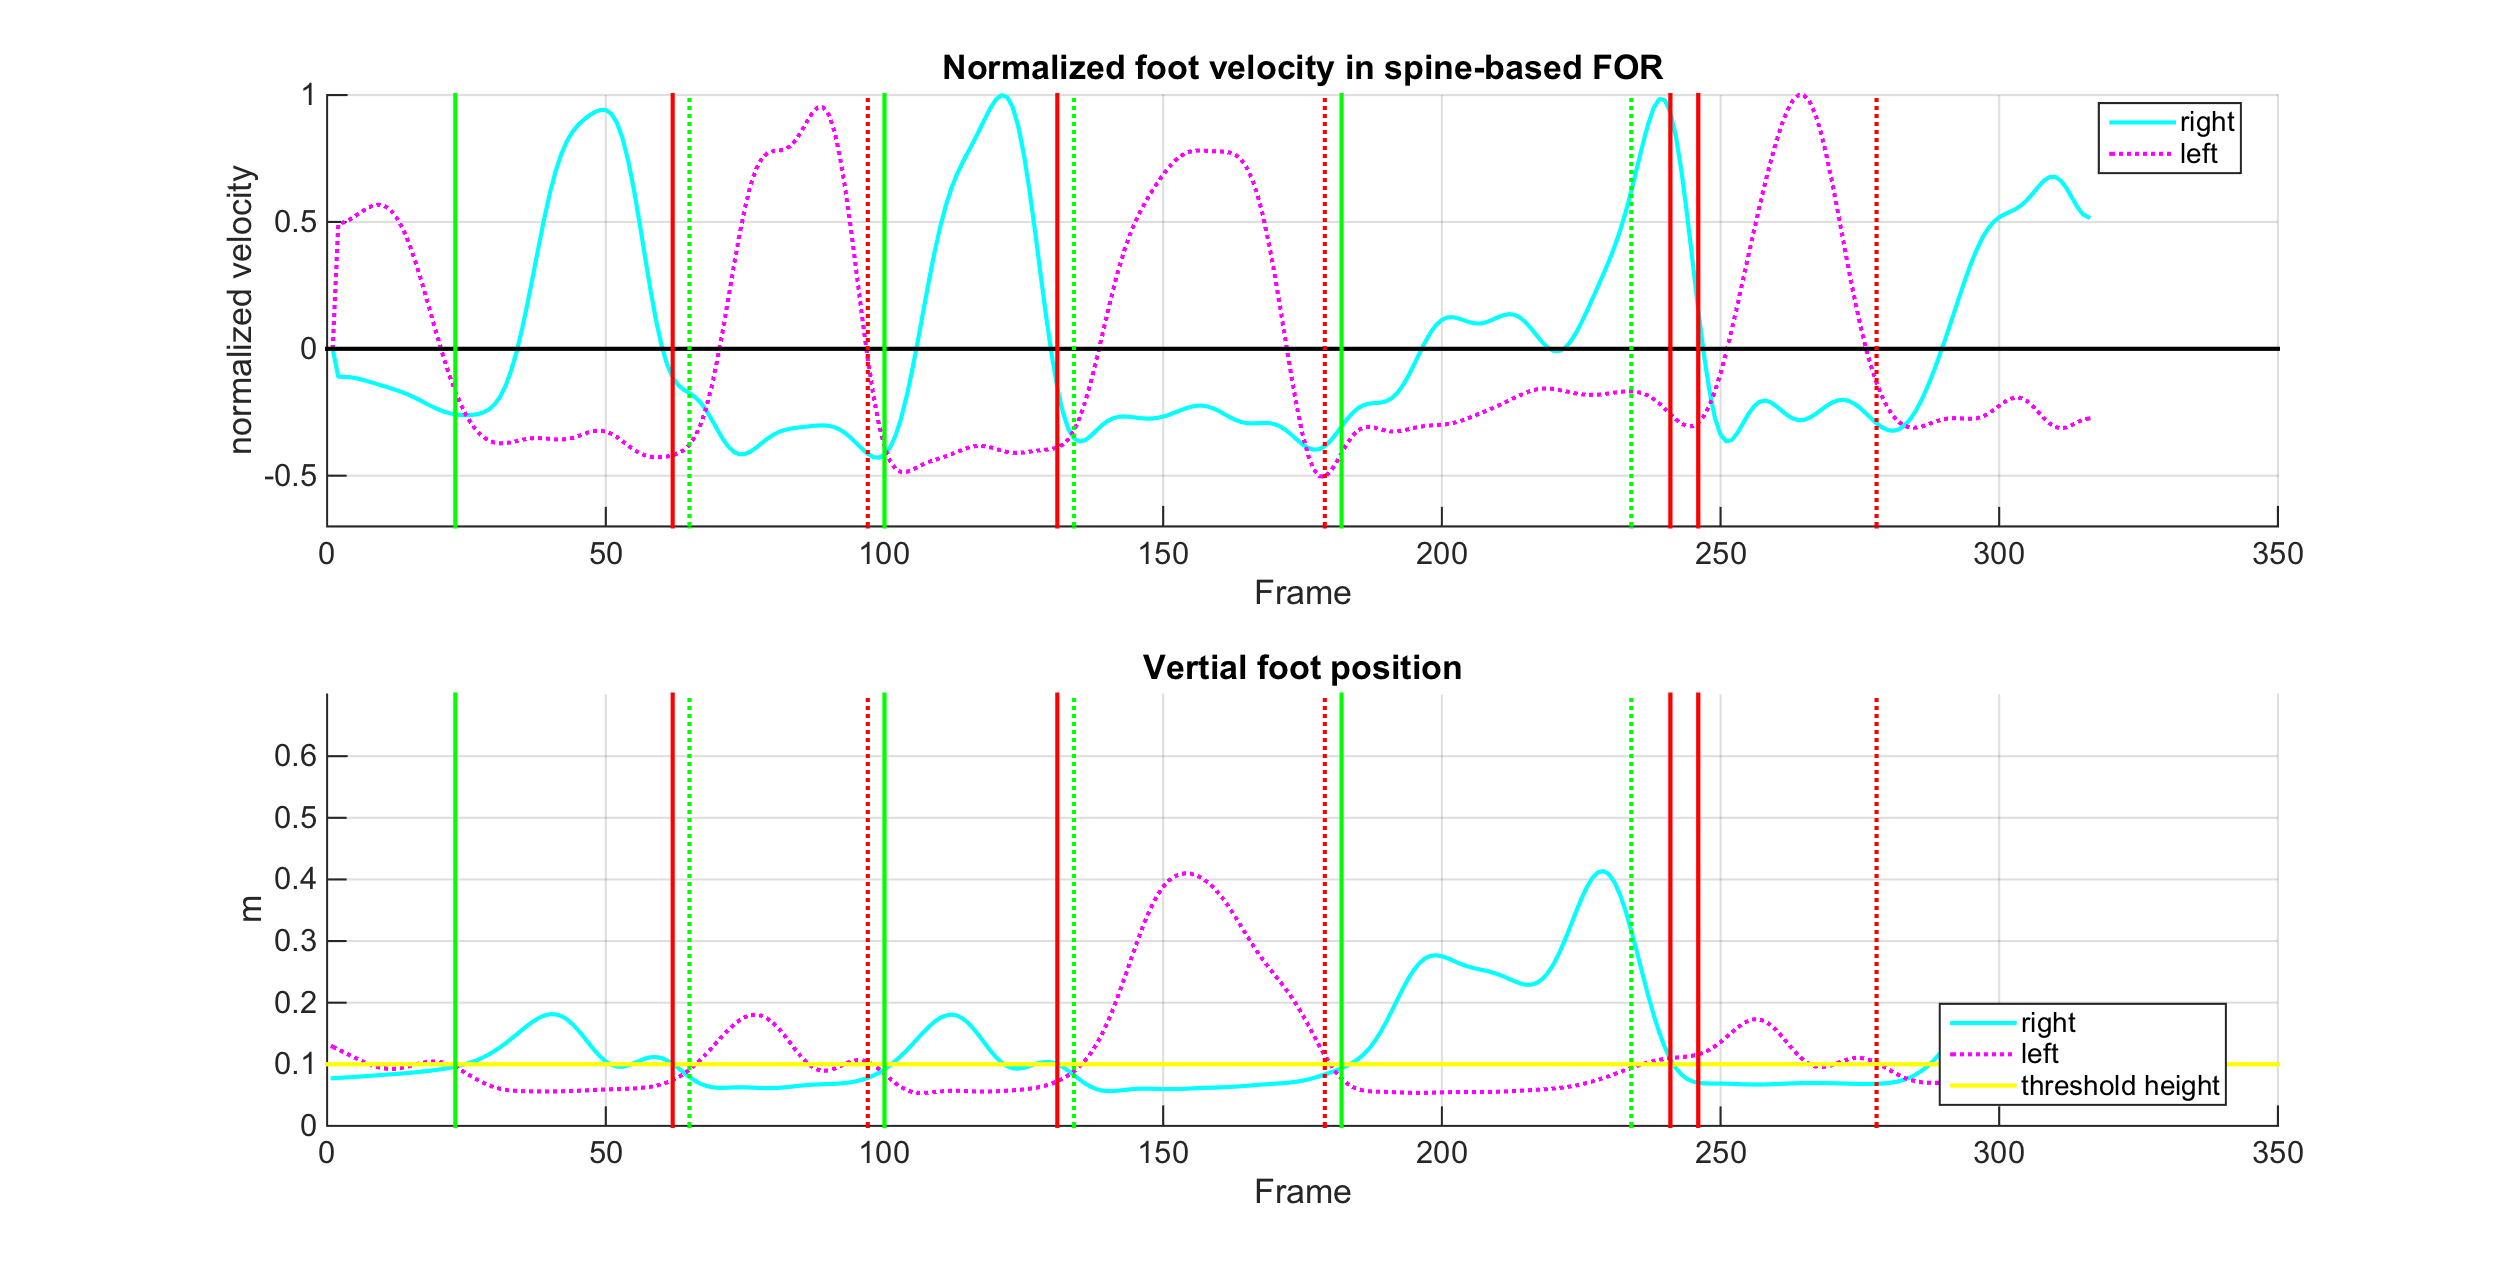 Normalized foot velocity in spine-based FOR
1
0.5
0
-0.5
normalized velocity
right
left
0 50 100 150 200 250 300 350
Frame
Vertial foot position
0.6
0.5
0.4
0.3
0.2
0.1
0
m
right
left
threshold height
0 50 100 150 200 250 300 350
Frame